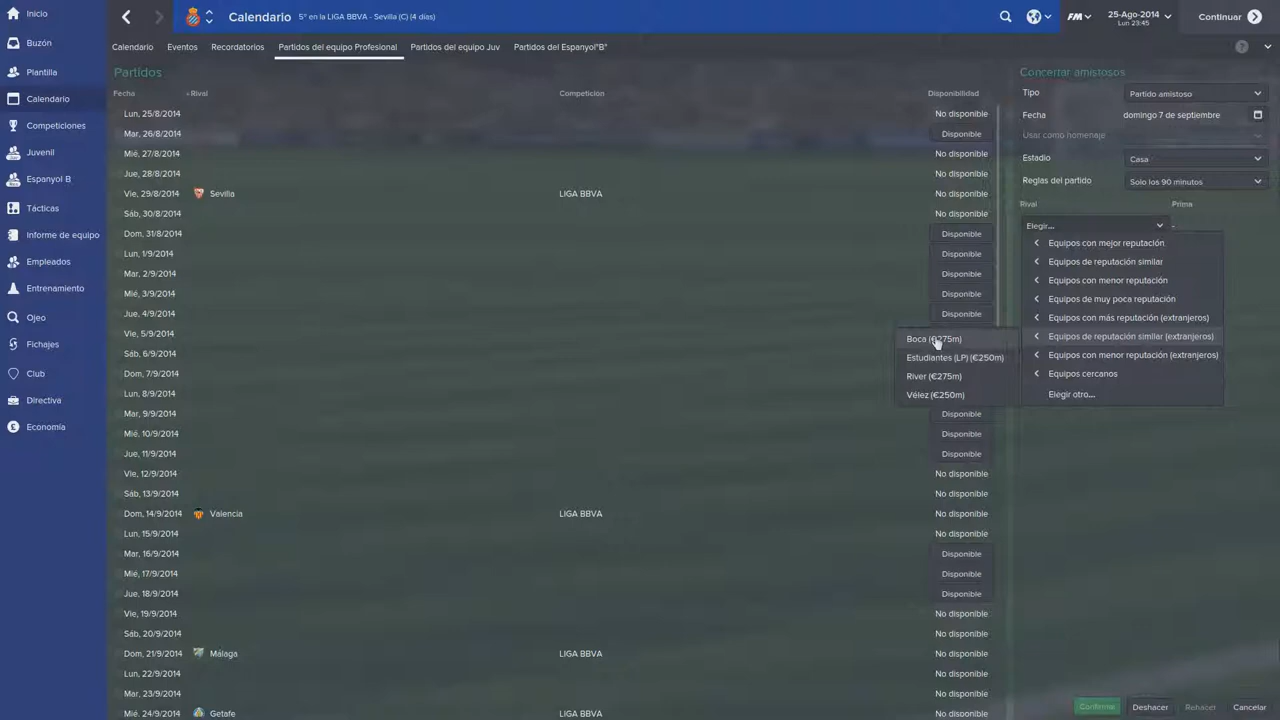 Inicio
Buzón
Plantilla
Calendario
Competiciones
Juvenil
Espanyol B
Tácticas
Informe de equipo
Empleados
Entrenamiento
Ojeo
Fichajes
Club
Directiva
Economía
Calendario 5º en la LIGA BBVA - Sevilla (C) (4 días)
FM
25-Ago-2014
Lun 23:45
Continuar
Calendario Eventos Recordatorios Partidos del equipo Profesional Partidos del equipo Juv Partidos del Espanyol"B"
Partidos
Fecha Rival Competición Disponibilidad
Lun, 25/8/2014 No disponible
Mar, 26/8/2014 Disponible
Mié, 27/8/2014 No disponible
Jue, 28/8/2014 No disponible
Vie, 29/8/2014 Sevilla LIGA BBVA No disponible
Sáb, 30/8/2014 No disponible
Dom, 31/8/2014 Disponible
Lun, 1/9/2014 Disponible
Mar, 2/9/2014 Disponible
Mié, 3/9/2014 Disponible
Jue, 4/9/2014 Disponible
Vie, 5/9/2014
Sáb, 6/9/2014
Dom, 7/9/2014
Lun, 8/9/2014
Mar, 9/9/2014 Disponible
Mié, 10/9/2014 Disponible
Jue, 11/9/2014 Disponible
Vie, 12/9/2014 No disponible
Sáb, 13/9/2014 No disponible
Dom, 14/9/2014 Valencia LIGA BBVA No disponible
Lun, 15/9/2014 No disponible
Mar, 16/9/2014 Disponible
Mié, 17/9/2014 Disponible
Jue, 18/9/2014 Disponible
Vie, 19/9/2014 No disponible
Sáb, 20/9/2014 No disponible
Dom, 21/9/2014 Málaga LIGA BBVA No disponible
Lun, 22/9/2014 No disponible
Mar, 23/9/2014 No disponible
Mié, 24/9/2014 Getafe LIGA BBVA No disponible
Concerrar amistosos
Tipo Partido amistoso
Fecha domingo 7 de septiembre
Usar como homenaje
Estadio Casa
Reglas del partido Solo los 90 minutos
Rival Prima
Elegir... -
Equipos con mejor reputación
Equipos de reputación similar
Equipos con menor reputación
Equipos de muy poca reputación
Equipos con más reputación (extranjeros)
Equipos de reputación similar (extranjeros)
Equipos con menor reputación (extranjeros)
Equipos cercanos
Elegir otro...
Boca (€275m)
Estudiantes (LP) (€250m)
River (€275m)
Vélez (€250m)
Confirmar Deshacer Rehacer Cancelar